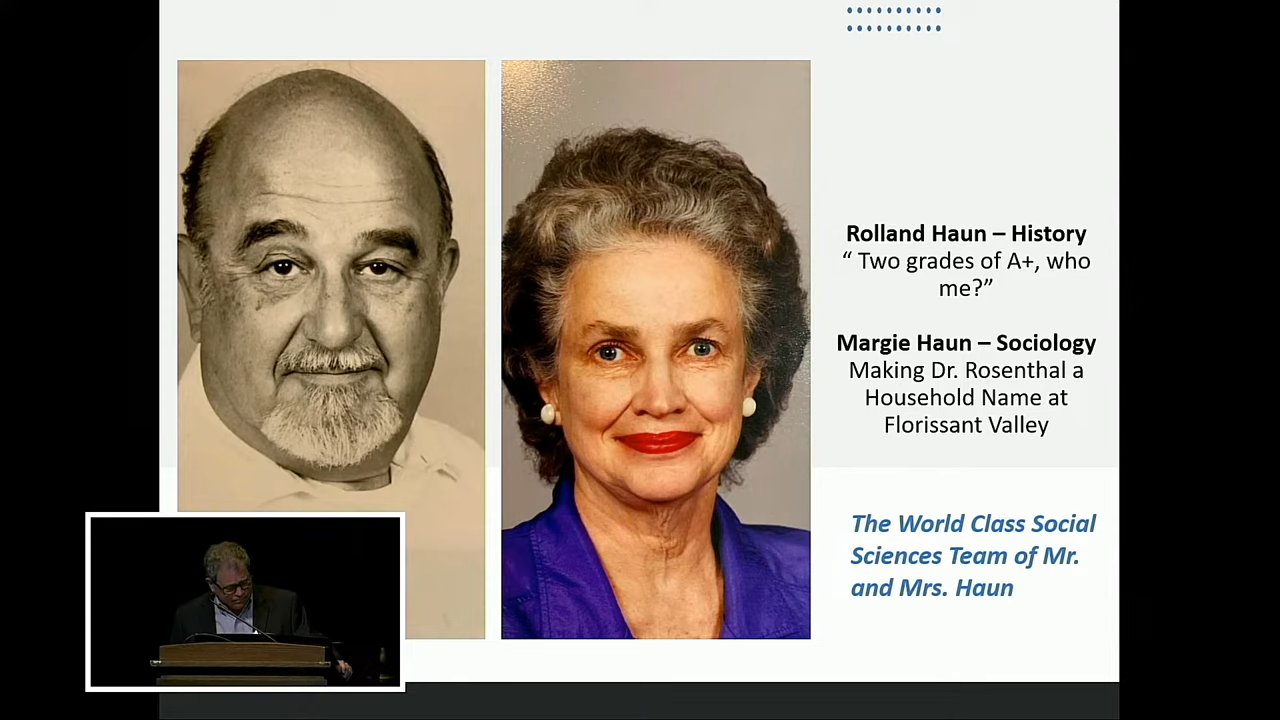 Rolland Haun – History
“ Two grades of A+, who
me?”
Margie Haun – Sociology
Making Dr. Rosenthal a
Household Name at
Florissant Valley
The World Class Social
Sciences Team of Mr.
and Mrs. Haun